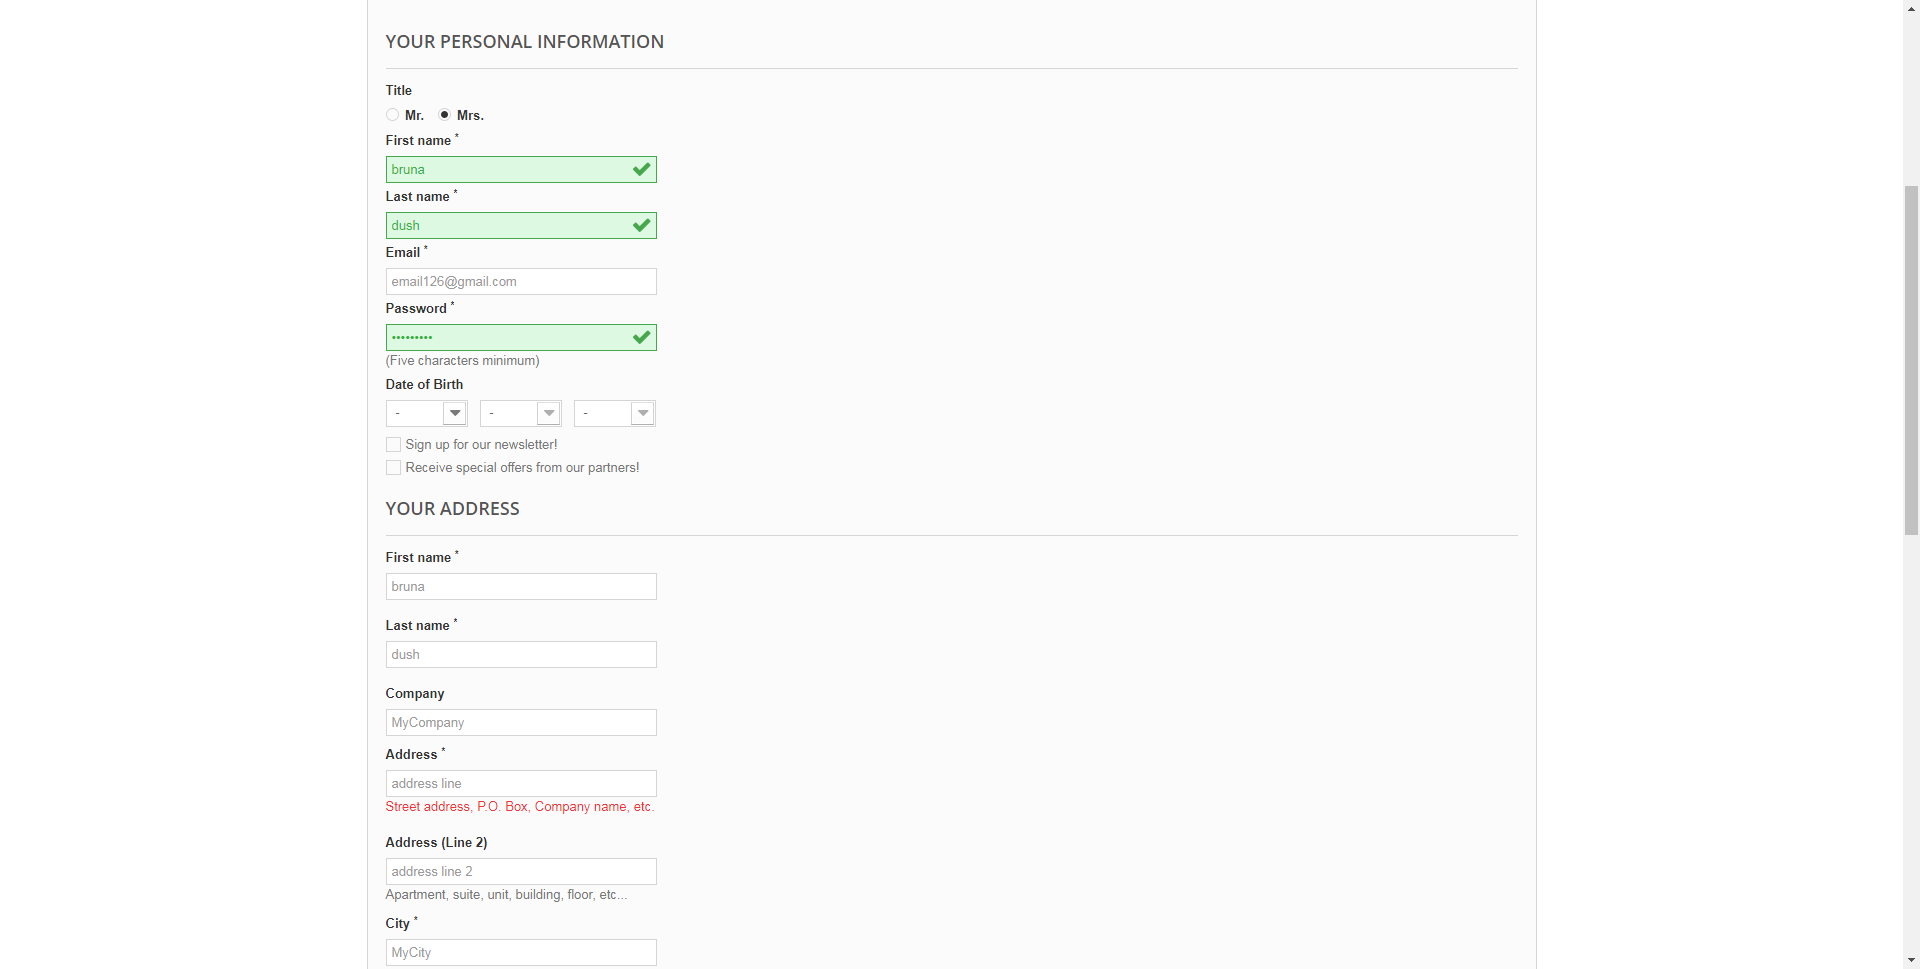 YOUR PERSONAL INFORMATION
Title
Mr. Mrs.
First name *
bruna
Last name *
dush
Email *
email126@gmail.com
Password *
•••••••••
(Five characters minimum)
Date of Birth
- - -
Sign up for our newsletter!
Receive special offers from our partners!
YOUR ADDRESS
First name *
bruna
Last name *
dush
Company
MyCompany
Address *
address line
Street address, P.O. Box, Company name, etc.
Address (Line 2)
address line 2
Apartment, suite, unit, building, floor, etc...
City *
MyCity